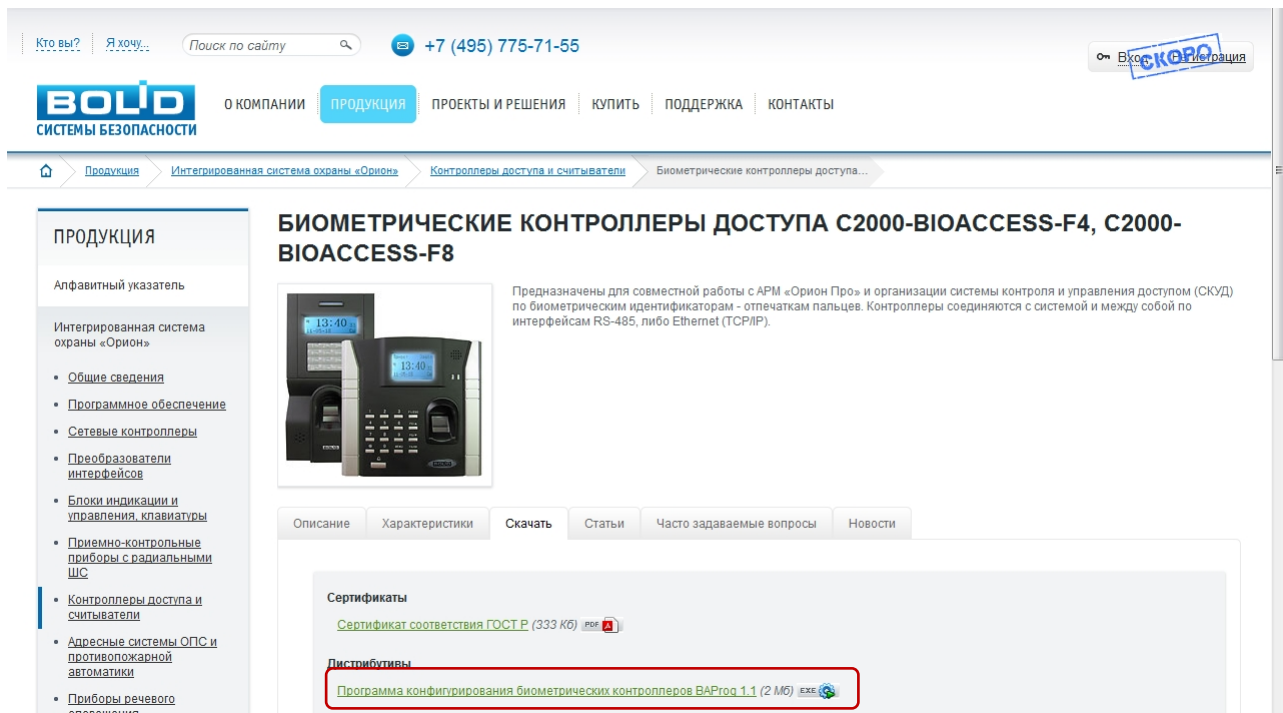 Кто вы?
Я хочу...
Поиск по сайту
+7 (495) 775-71-55
Вход
Регистрация
СКОРО
BOLID
СИСТЕМЫ БЕЗОПАСНОСТИ
О КОМПАНИИ
ПРОДУКЦИЯ
ПРОЕКТЫ И РЕШЕНИЯ
КУПИТЬ
ПОДДЕРЖКА
КОНТАКТЫ
Продукция
Интегрированная система охраны «Орион»
Контроллеры доступа и считыватели
Биометрические контроллеры доступа...
ПРОДУКЦИЯ
Алфавитный указатель
Интегрированная система
охраны «Орион»
• Общие сведения
• Программное обеспечение
• Сетевые контроллеры
• Преобразователи
интерфейсов
• Блоки индикации и
управления, клавиатуры
• Приемно-контрольные
приборы с радиальными
ШС
• Контроллеры доступа и
считыватели
• Адресные системы ОПС и
противопожарной
автоматики
• Приборы речевого
оповещения
БИОМЕТРИЧЕСКИЕ КОНТРОЛЛЕРЫ ДОСТУПА С2000-BIOACCESS-F4, С2000-
BIOACCESS-F8
13:40
13:40
Предназначены для совместной работы с АРМ «Орион Про» и организации системы контроля и управления доступом (СКУД)
по биометрическим идентификаторам - отпечаткам пальцев. Контроллеры соединяются с системой и между собой по
интерфейсам RS-485, либо Ethernet (TCP/IP).
Описание
Характеристики
Скачать
Статьи
Часто задаваемые вопросы
Новости
Сертификаты
Сертификат соответствия ГОСТ Р (333 Кб) PDF
Дистрибутивы
Программа конфигурирования биометрических контроллеров BAProg 1.1 (2 Мб) EXE